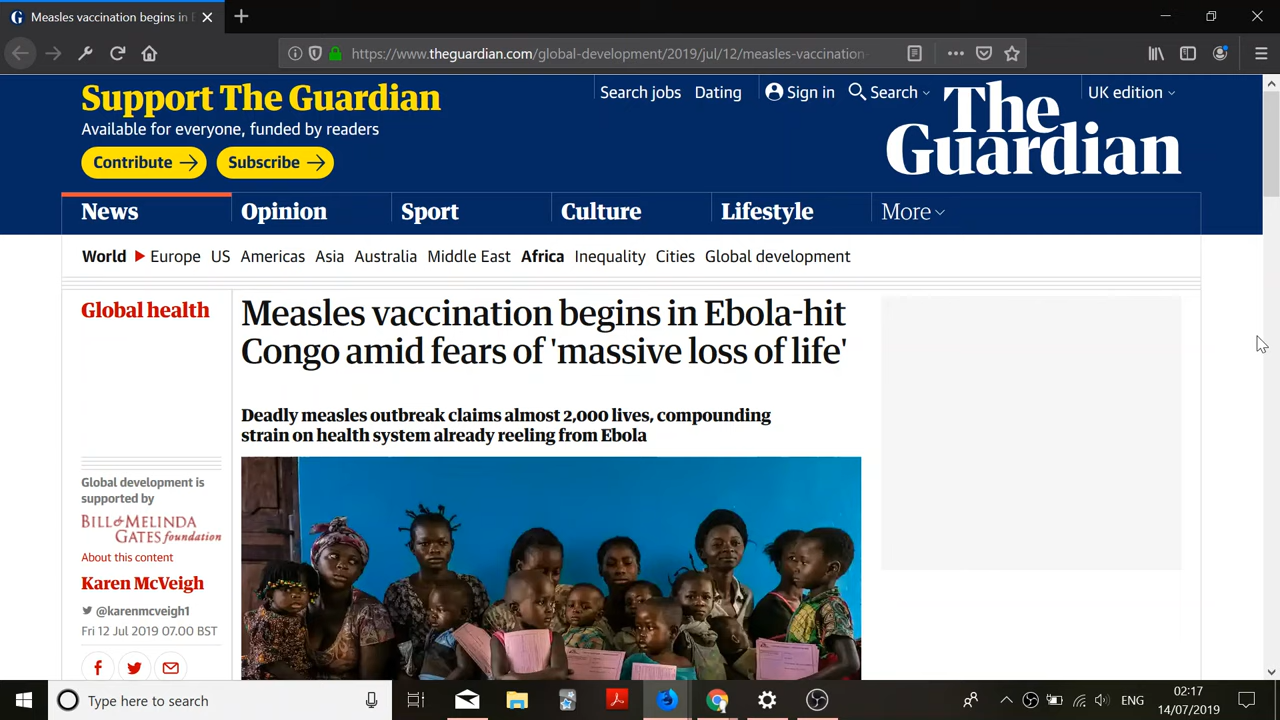 Measles vaccination begins in E
https://www.theguardian.com/global-development/2019/jul/12/measles-vaccination-
Support The Guardian
Available for everyone, funded by readers
Contribute
Subscribe
Search jobs
Dating
Sign in
Search
UK edition
The
Guardian
News
Opinion
Sport
Culture
Lifestyle
More
World
Europe
US
Americas
Asia
Australia
Middle East
Africa
Inequality
Cities
Global development
Global health
Measles vaccination begins in Ebola-hit
Congo amid fears of 'massive loss of life'
Deadly measles outbreak claims almost 2,000 lives, compounding
strain on health system already reeling from Ebola
Global development is
supported by
BILL & MELINDA
GATES foundation
About this content
Karen McVeigh
@karenmcveigh1
Fri 12 Jul 2019 07.00 BST
Type here to search
ENG
02:17
14/07/2019